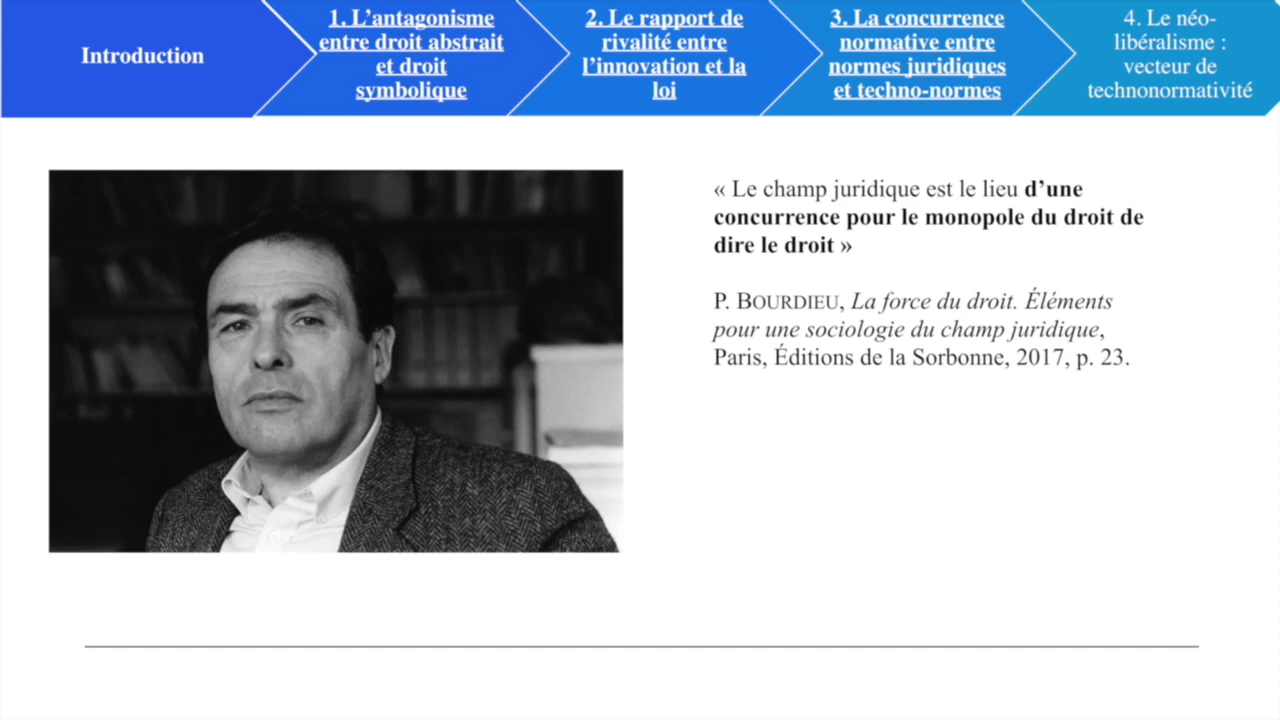 Introduction
1. L’antagonisme
entre droit abstrait
et droit
symbolique
2. Le rapport de
rivalité entre
l’innovation et la
loi
3. La concurrence
normative entre
normes juridiques
et techno-normes
4. Le néo-
libéralisme :
vecteur de
technonormativité
« Le champ juridique est le lieu d’une
concurrence pour le monopole du droit de
dire le droit »
P. BOURDIEU, La force du droit. Éléments
pour une sociologie du champ juridique,
Paris, Éditions de la Sorbonne, 2017, p. 23.